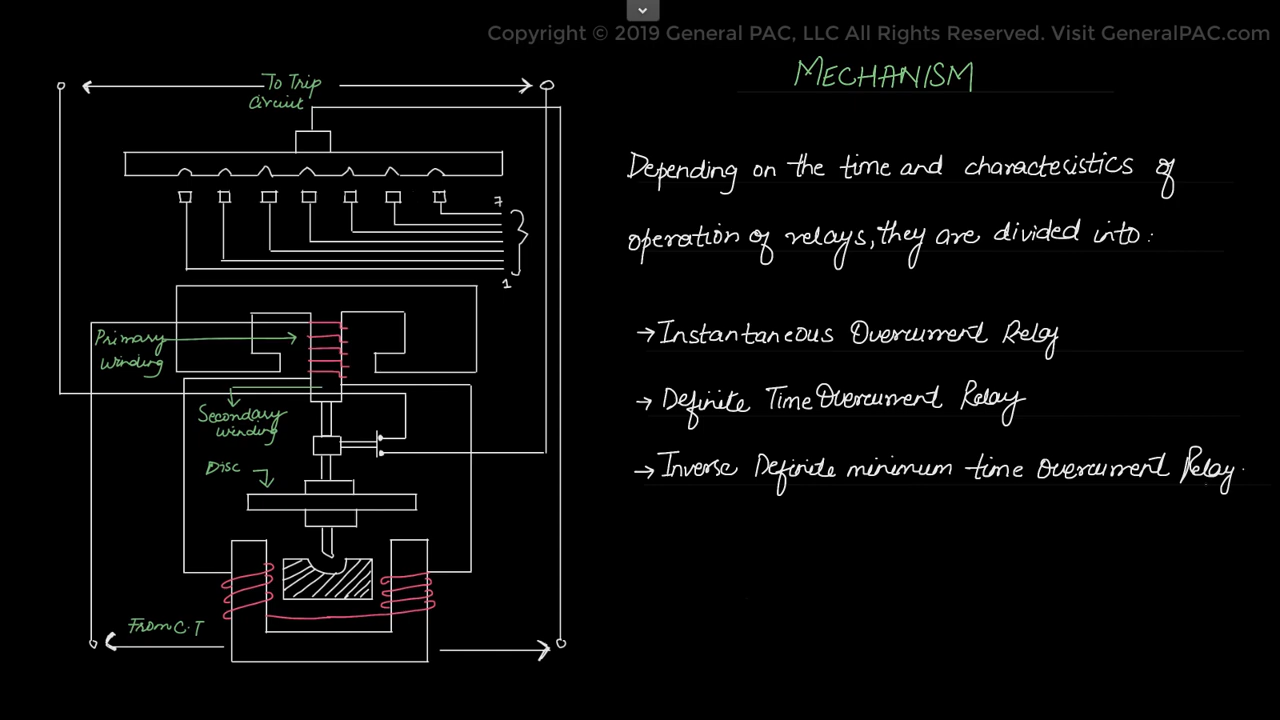 Copyright © 2019 General PAC, LLC All Rights Reserved. Visit GeneralPAC.com
MECHANISM
To Trip
Circuit
7
1
Primary
Winding
Secondary
Winding
Disc
From C.T
Depending on the time and characteristics of
operation of relays, they are divided into:
→ Instantaneous Overcurrent Relay
→ Definite Time Overcurrent Relay
→ Inverse Definite minimum time Overcurrent Relay.